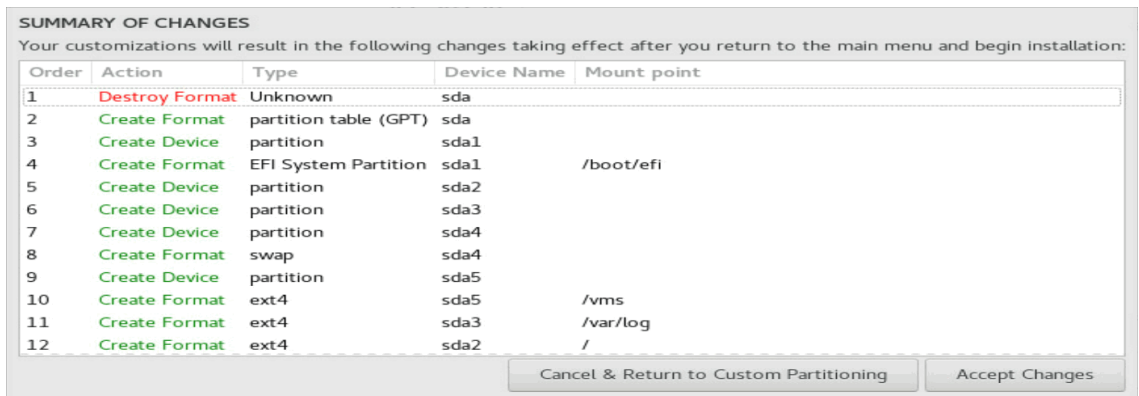 SUMMARY OF CHANGES
Your customizations will result in the following changes taking effect after you return to the main menu and begin installation:
Order Action Type Device Name Mount point
1 Destroy Format Unknown sda
2 Create Format partition table (GPT) sda
3 Create Device partition sda1
4 Create Format EFI System Partition sda1 /boot/efi
5 Create Device partition sda2
6 Create Device partition sda3
7 Create Device partition sda4
8 Create Format swap sda4
9 Create Device partition sda5
10 Create Format ext4 sda5 /vms
11 Create Format ext4 sda3 /var/log
12 Create Format ext4 sda2 /
Cancel & Return to Custom Partitioning Accept Changes